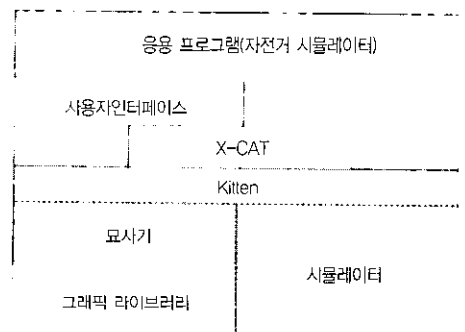 응용 프로그램(자전거 시뮬레이터)
사용자인터페이스
X-CAT
Kitten
묘사기
시뮬레이터
그래픽 라이브러리